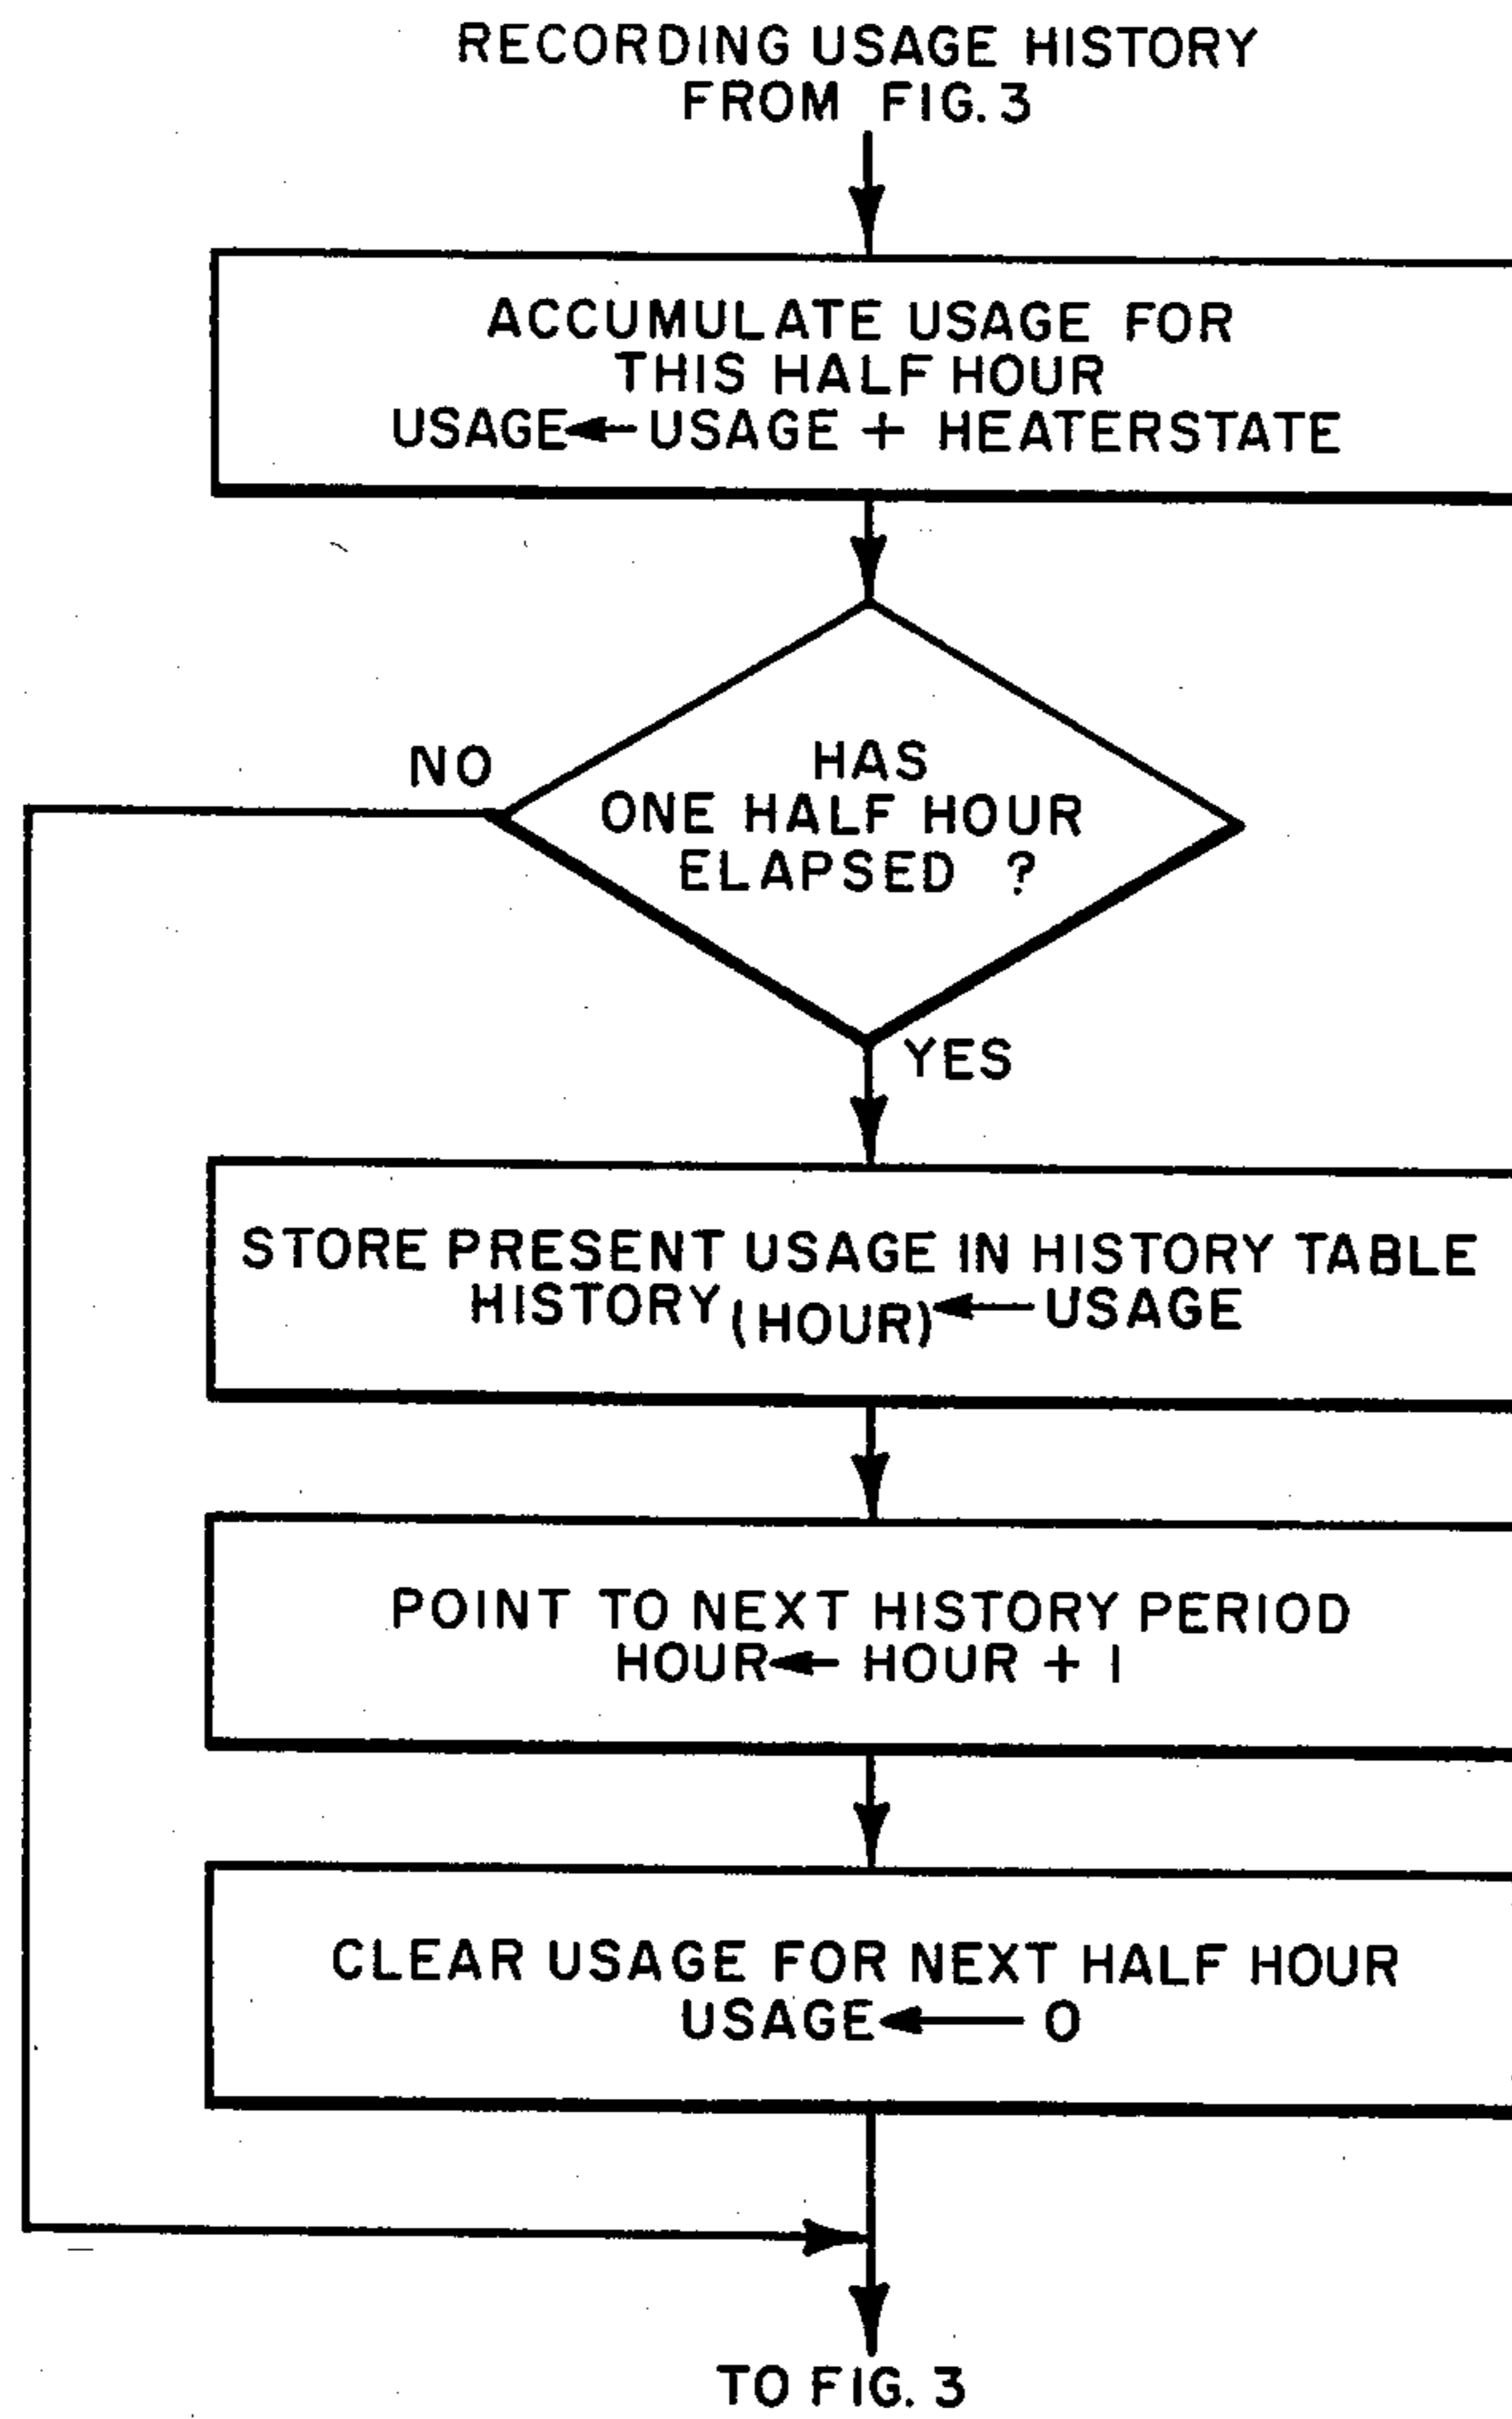 RECORDING USAGE HISTORY
FROM FIG. 3
ACCUMULATE USAGE FOR
THIS HALF HOUR
USAGE ← USAGE + HEATERSTATE
NO
HAS
ONE HALF HOUR
ELAPSED ?
YES
STORE PRESENT USAGE IN HISTORY TABLE
HISTORY (HOUR) ← USAGE
POINT TO NEXT HISTORY PERIOD
HOUR ← HOUR + 1
CLEAR USAGE FOR NEXT HALF HOUR
USAGE ← 0
TO FIG. 3